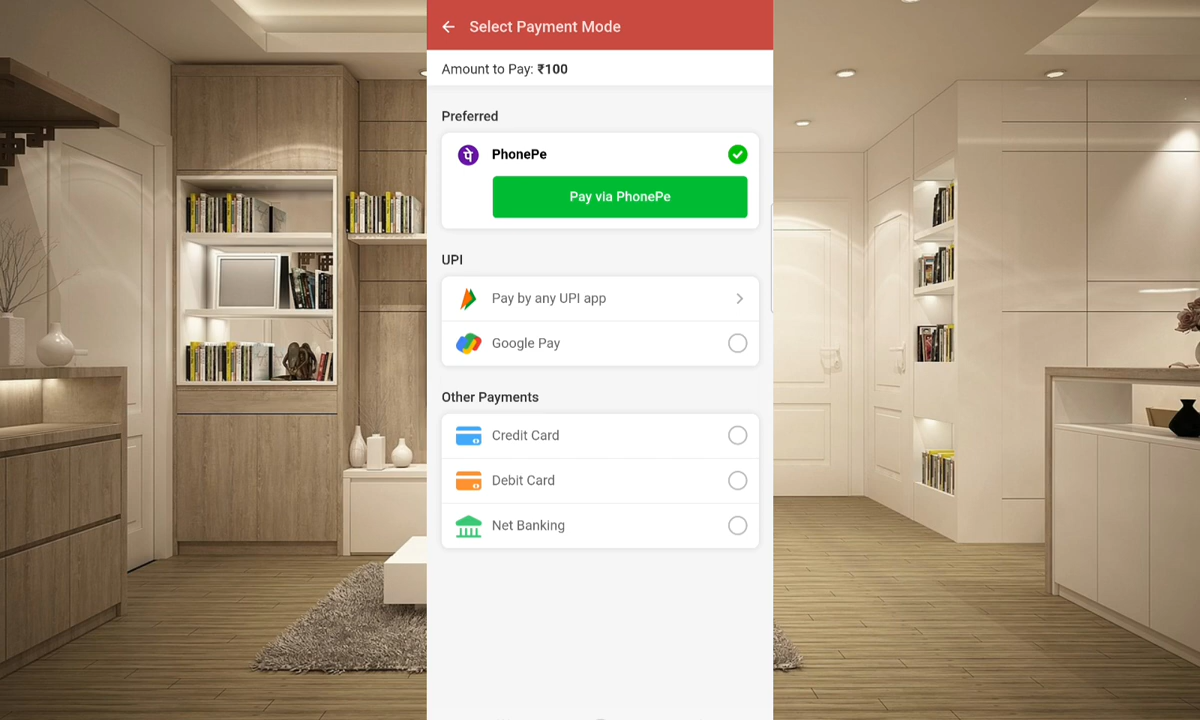 Select Payment Mode
Amount to Pay: ₹100
Preferred
पे PhonePe
Pay via PhonePe
UPI
Pay by any UPI app
Google Pay
Other Payments
Credit Card
Debit Card
Net Banking